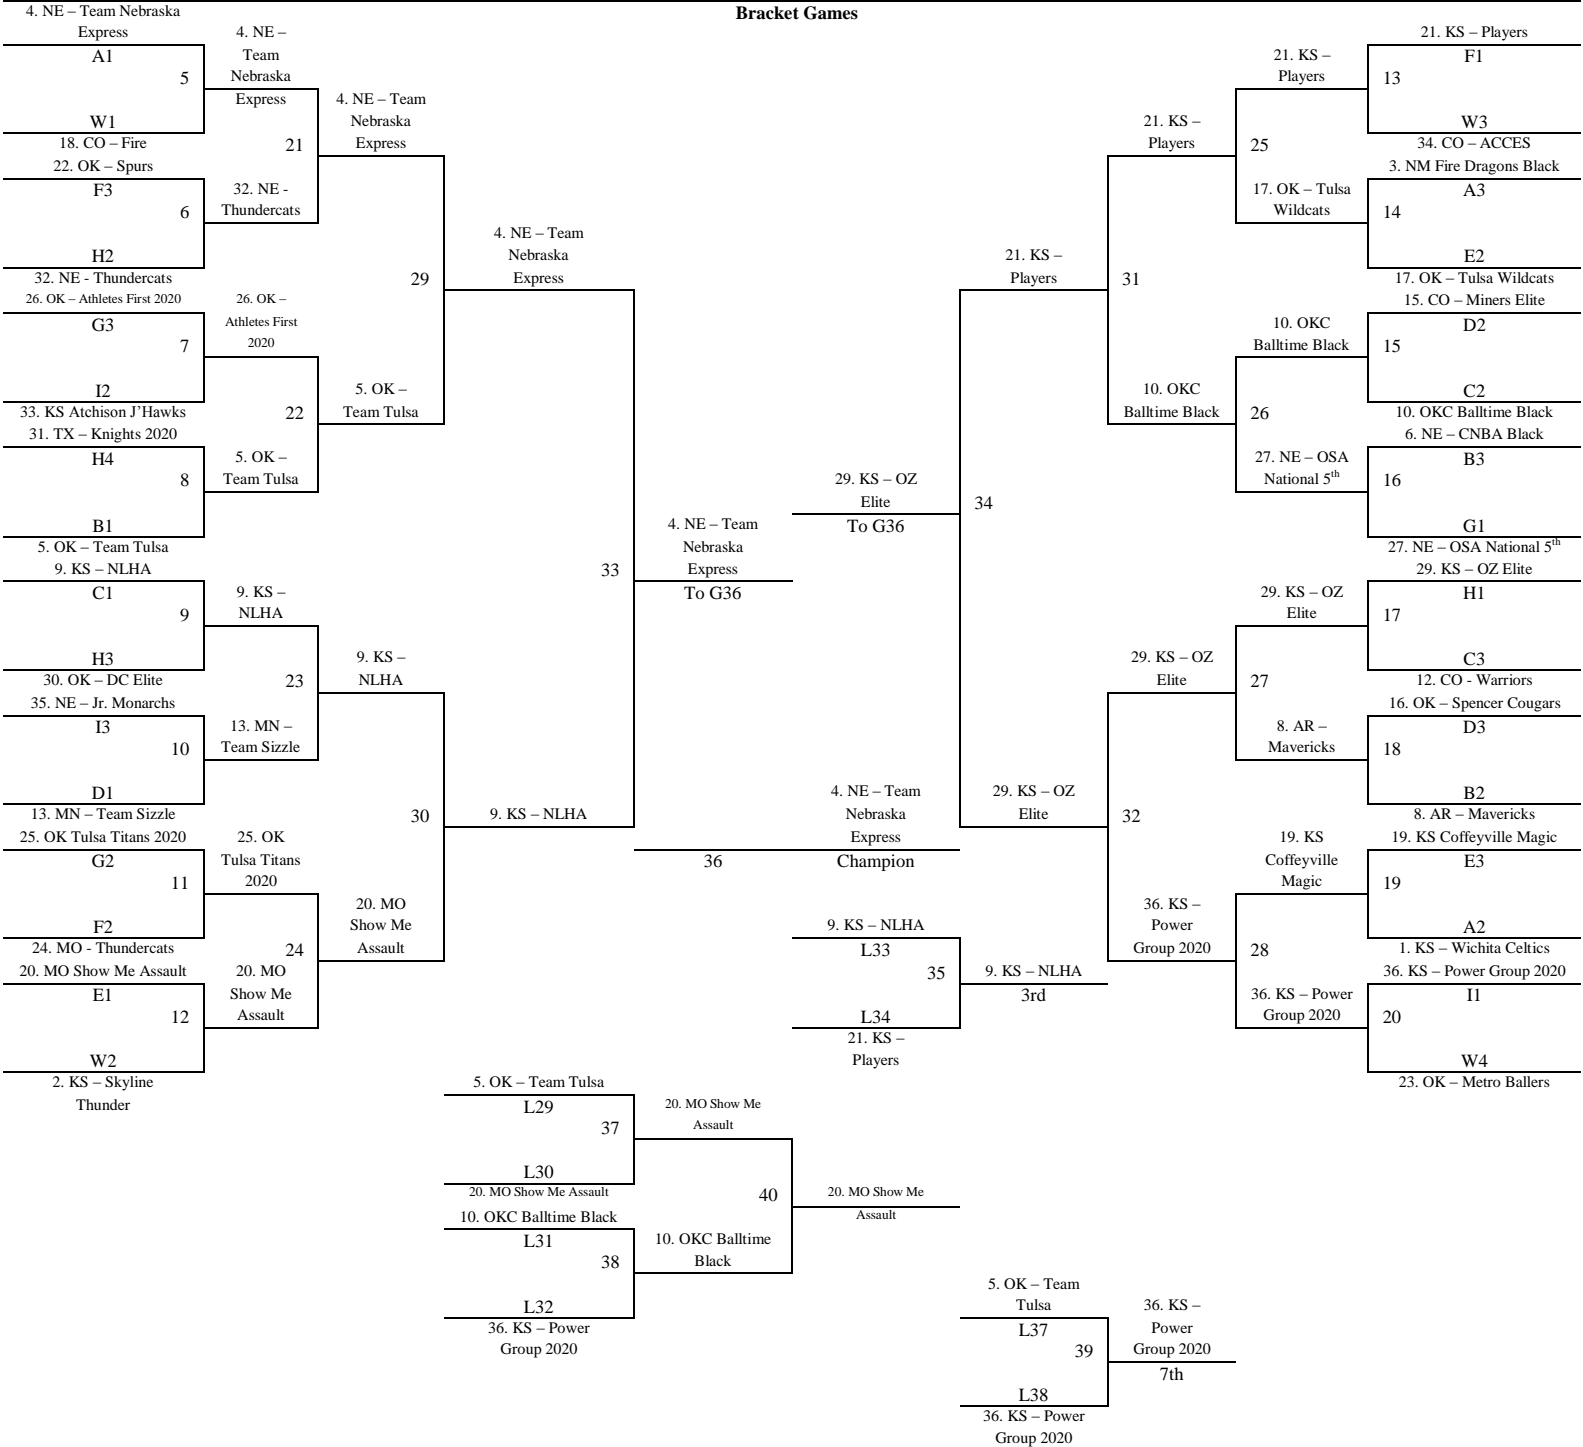 Bracket Games
4. NE – Team Nebraska
Express
A1
5
W1
18. CO – Fire
22. OK – Spurs
F3
6
H2
32. NE - Thundercats
26. OK – Athletes First 2020
G3
7
I2
33. KS Atchison J'Hawks
31. TX – Knights 2020
H4
8
B1
5. OK – Team Tulsa
9. KS – NLHA
C1
9
H3
30. OK – DC Elite
35. NE – Jr. Monarchs
I3
10
D1
13. MN – Team Sizzle
25. OK Tulsa Titans 2020
G2
11
F2
24. MO - Thundercats
20. MO Show Me Assault
E1
12
W2
2. KS – Skyline
Thunder
4. NE –
Team
Nebraska
Express
21
32. NE -
Thundercats
26. OK –
Athletes First
2020
22
5. OK –
Team Tulsa
9. KS –
NLHA
23
13. MN –
Team Sizzle
25. OK
Tulsa Titans
2020
24
20. MO
Show Me
Assault
4. NE – Team
Nebraska
Express
29
5. OK –
Team Tulsa
9. KS –
NLHA
30
20. MO
Show Me
Assault
4. NE – Team
Nebraska
Express
33
9. KS – NLHA
4. NE – Team
Nebraska
Express
To G36
29. KS – OZ
Elite
To G36
4. NE – Team
Nebraska
Express
36
Champion
9. KS – NLHA
L33
35
L34
21. KS –
Players
9. KS – NLHA
3rd
21. KS –
Players
34
29. KS – OZ
Elite
21. KS –
Players
31
10. OKC
Balltime Black
29. KS – OZ
Elite
32
36. KS –
Power
Group 2020
21. KS –
Players
25
17. OK – Tulsa
Wildcats
10. OKC
Balltime Black
26
27. NE – OSA
National 5th
29. KS – OZ
Elite
27
8. AR –
Mavericks
19. KS
Coffeyville
Magic
28
36. KS – Power
Group 2020
21. KS – Players
F1
13
W3
34. CO – ACCES
3. NM Fire Dragons Black
A3
14
E2
17. OK – Tulsa Wildcats
15. CO – Miners Elite
D2
15
C2
10. OKC Balltime Black
6. NE – CNBA Black
B3
16
G1
27. NE – OSA National 5th
29. KS – OZ Elite
H1
17
C3
12. CO - Warriors
16. OK – Spencer Cougars
D3
18
B2
8. AR – Mavericks
19. KS Coffeyville Magic
E3
19
A2
1. KS – Wichita Celtics
36. KS – Power Group 2020
I1
20
W4
23. OK – Metro Ballers
5. OK – Team Tulsa
L29
37
L30
20. MO Show Me Assault
10. OKC Balltime Black
L31
38
L32
36. KS – Power
Group 2020
20. MO Show Me
Assault
40
10. OKC Balltime
Black
20. MO Show Me
Assault
5. OK – Team
Tulsa
L37
39
L38
36. KS – Power
Group 2020
36. KS –
Power
Group 2020
7th